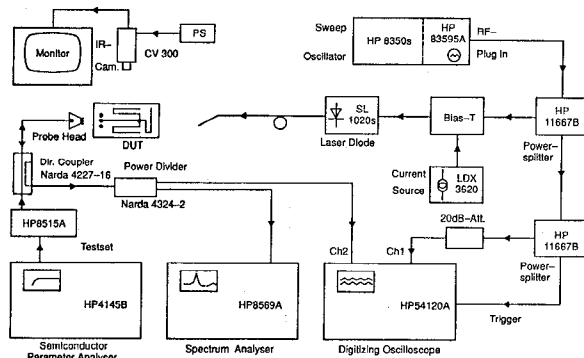 Monitor
IR-
Cam.
CV 300
PS
Sweep
Oscillator
HP 8350s
HP
83595A
Plug In
RF-
Probe Head
DUT
SL
1020s
Laser Diode
Bias-T
HP
11667B
Power-
splitter
Dir. Coupler
Narda 4227-16
Power Divider
Narda 4324-2
Current
Source
LDX
3620
20dB-Att.
HP
11667B
Power-
splitter
HP8515A
Testset
Ch2
Ch1
HP4145B
HP8569A
HP54120A
Trigger
Semiconductor
Parameter Analyser
Spectrum Analyser
Digitizing Oscilloscope